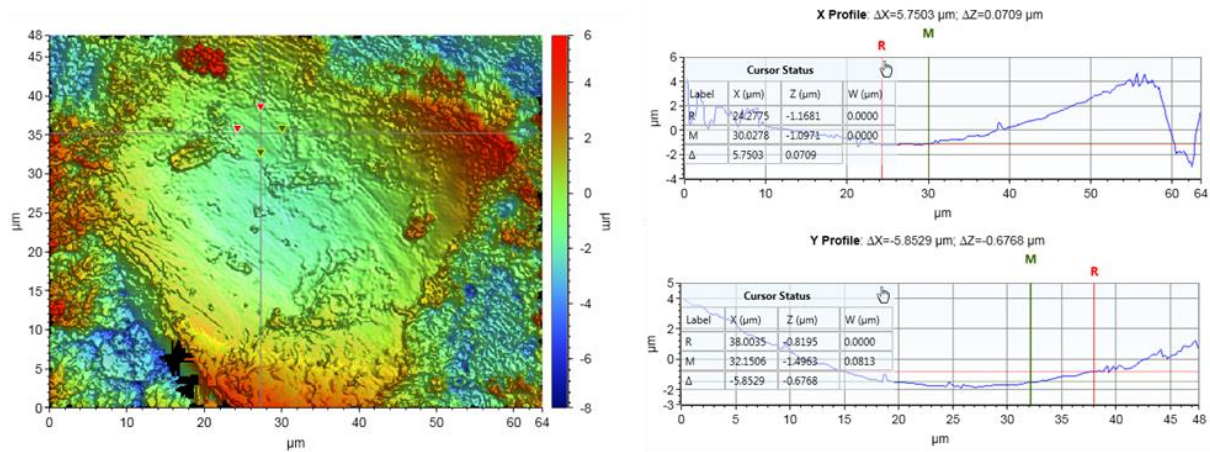 48
45
40
35
30
25
20
15
10
5
0
µm
0 10 20 30 40 50 60 64
µm
6
4
2
0
-2
-4
-6
-8
µm
X Profile: ΔX=5.7503 µm; ΔZ=0.0709 µm
R M
6
4
2
0
-2
-4
µm
Cursor Status
Label X (µm) Z (µm) W (µm)
R 24.2775 -1.1681 0.0000
M 30.0278 -1.0971 0.0000
Δ 5.7503 0.0709
0 10 20 30 40 50 60 64
µm
Y Profile: ΔX=-5.8529 µm; ΔZ=-0.6768 µm
M R
5
4
2
0
-2
-3
µm
Cursor Status
Label X (µm) Z (µm) W (µm)
R 38.0035 -0.8195 0.0000
M 32.1506 -1.4963 0.0813
Δ -5.8529 -0.6768
0 5 10 15 20 25 30 35 40 45 48
µm